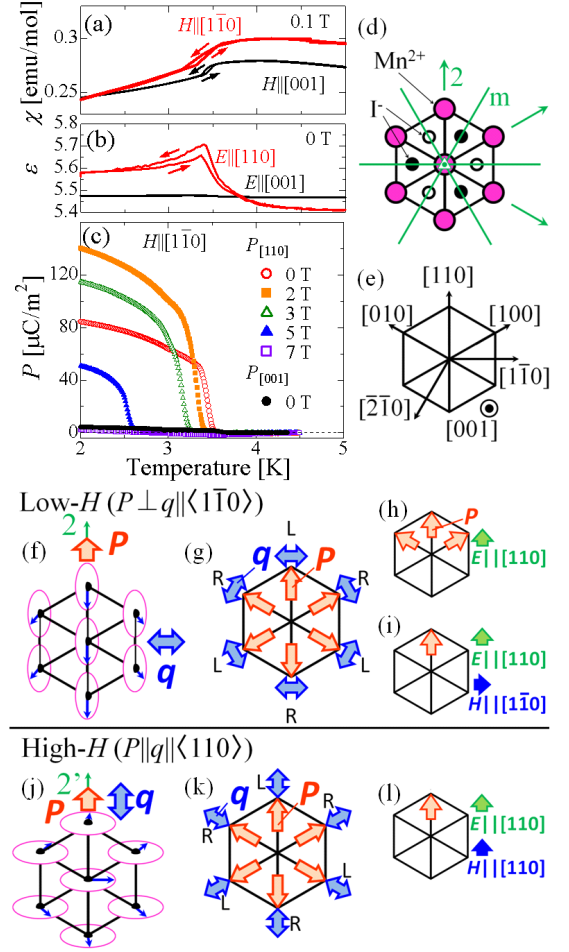 (a)
H||[11̅0]
0.1 T
0.3
0.25
χ [emu/mol]
H||[001]
(b)
0 T
5.8
5.7
5.6
5.5
5.4
ε
E||[110]
E||[001]
(c)
H||[11̅0]
P[110]
0 T
2 T
3 T
5 T
7 T
P[001]
0 T
120
80
40
0
P [μC/m²]
2 3 4 5
Temperature [K]
(d)
Mn²⁺
2
m
I⁻
(e)
[110]
[010]
[100]
[11̅0]
[2̅1̅0]
[001]
Low-H (P⊥q||⟨11̅0⟩)
(f)
2
P
q
(g)
L
q
P
R
R
L
L
R
(h)
P
E||[110]
(i)
E||[110]
H||[11̅0]
High-H (P||q||⟨110⟩)
(j)
2'
P
q
(k)
L
q
P
R
R
L
L
R
(l)
E||[110]
H||[110]